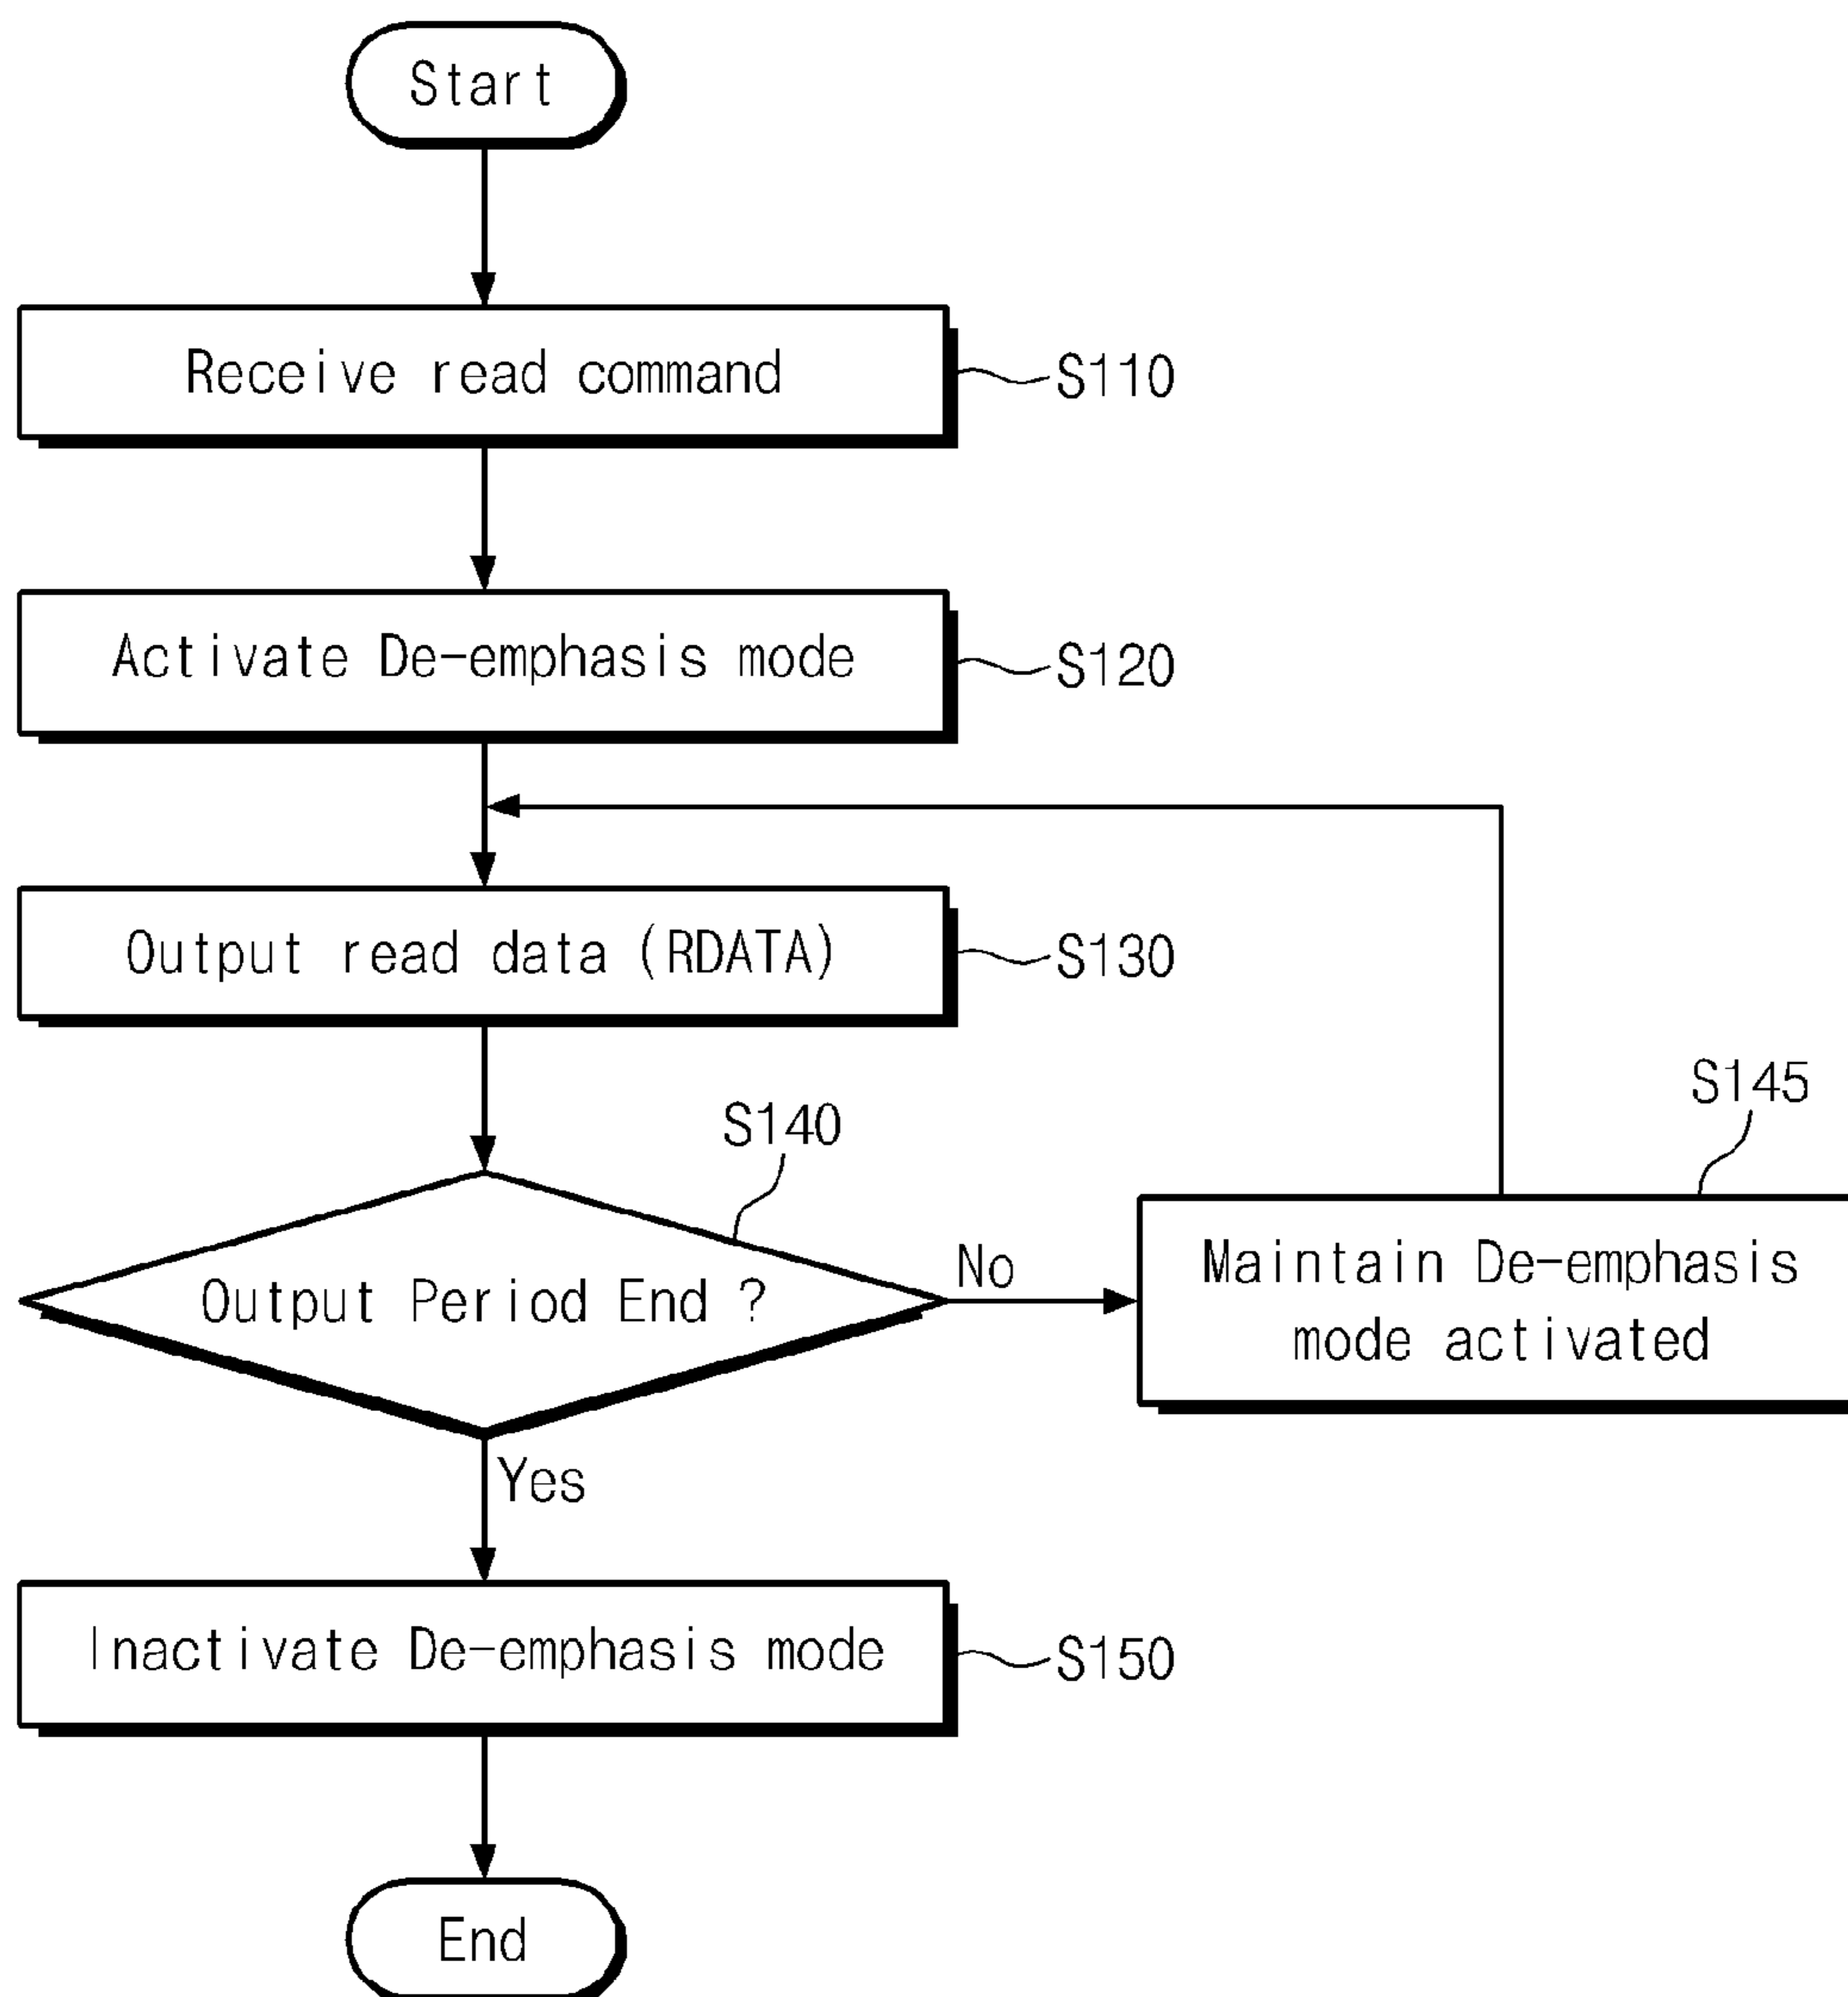 Start
Receive read command
S110
Activate De-emphasis mode
S120
Output read data (RDATA)
S130
S140
Output Period End ?
No
S145
Maintain De-emphasis
mode activated
Yes
Inactivate De-emphasis mode
S150
End